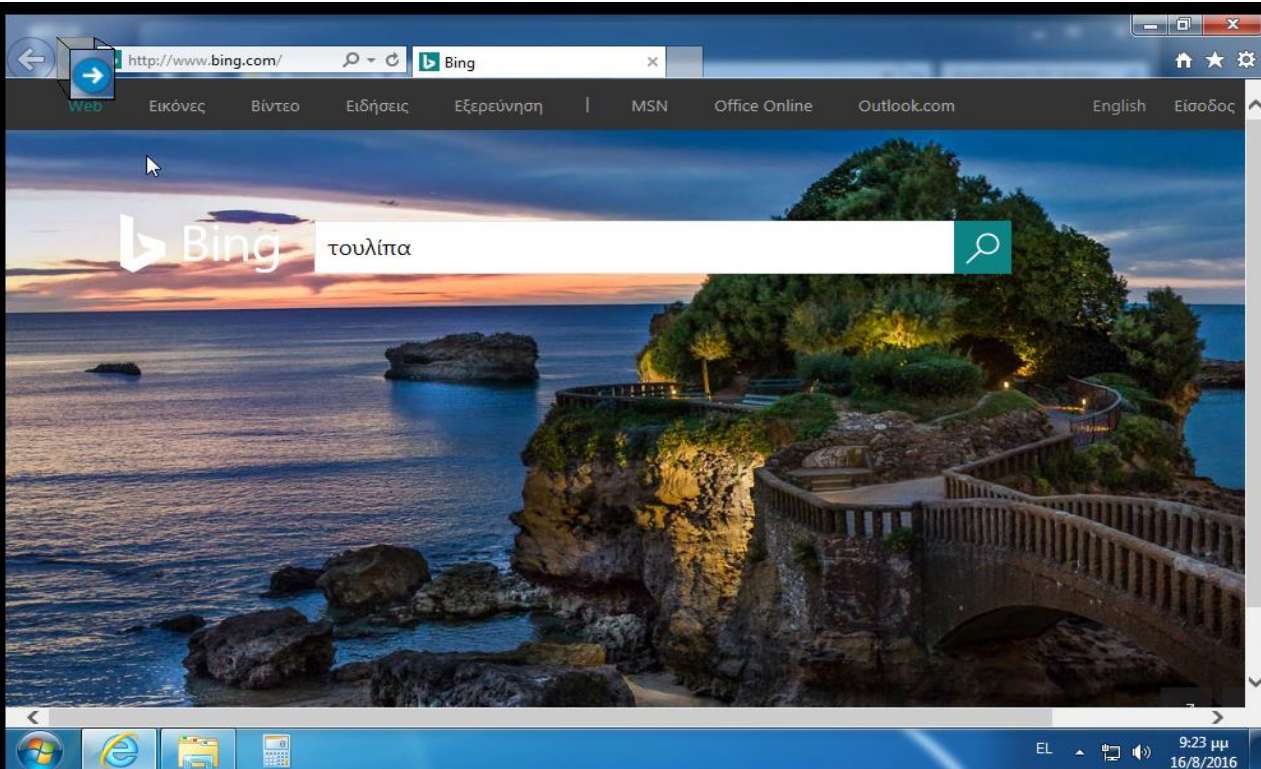 http://www.bing.com/
Bing
Web Εικόνες Βίντεο Ειδήσεις Εξερεύνηση | MSN Office Online Outlook.com English Είσοδος
Bing τουλίπα
EL 9:23 μμ
16/8/2016